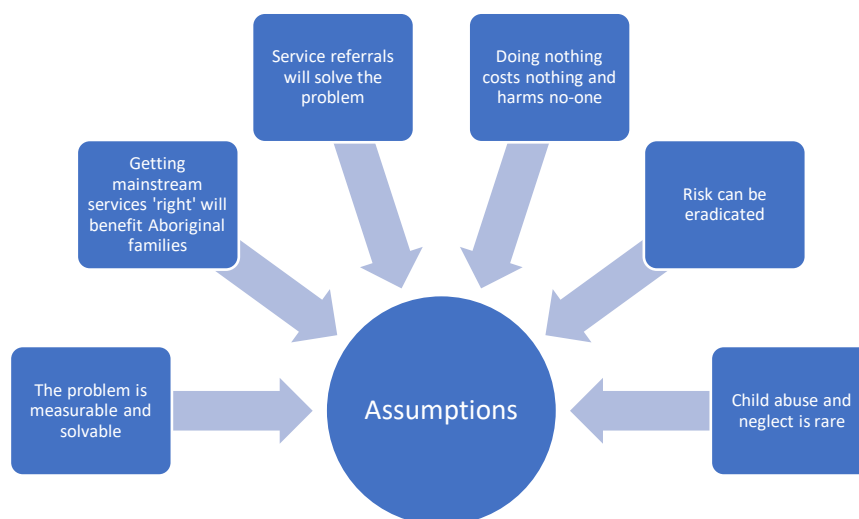 Service referrals
will solve the
problem
Doing nothing
costs nothing and
harms no-one
Getting
mainstream
services 'right' will
benefit Aboriginal
families
Risk can be
eradicated
The problem is
measurable and
solvable
Assumptions
Child abuse and
neglect is rare